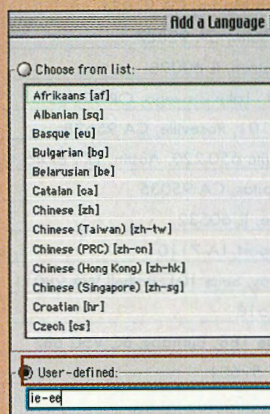 Add a Language
Choose from list:
Afrikaans [af]
Albanian [sq]
Basque [eu]
Bulgarian [bg]
Belarusian [be]
Catalan [ca]
Chinese [zh]
Chinese (Taiwan) [zh-tw]
Chinese (PRC) [zh-cn]
Chinese (Hong Kong) [zh-hk]
Chinese (Singapore) [zh-sg]
Croatian [hr]
Czech [cs]
User-defined:
ie-ee